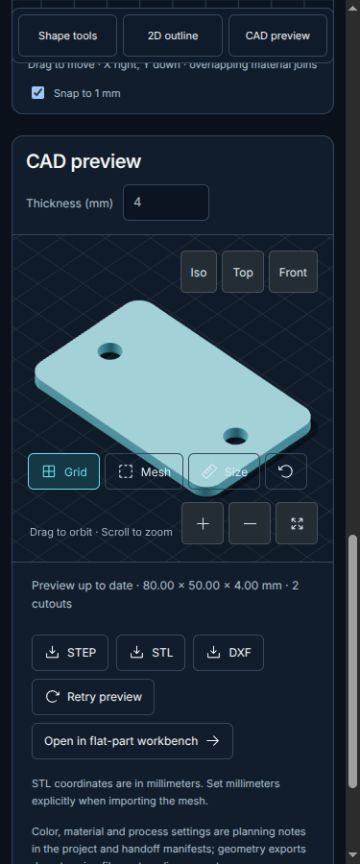 Shape tools
2D outline
CAD preview
Drag to move · X right, Y down · overlapping material joins
Snap to 1 mm
CAD preview
Thickness (mm)
4
Iso
Top
Front
Grid
Mesh
Size
Drag to orbit · Scroll to zoom
Preview up to date · 80.00 × 50.00 × 4.00 mm · 2
cutouts
STEP
STL
DXF
Retry preview
Open in flat-part workbench
STL coordinates are in millimeters. Set millimeters
explicitly when importing the mesh.
Color, material and process settings are planning notes
in the project and handoff manifests; geometry exports